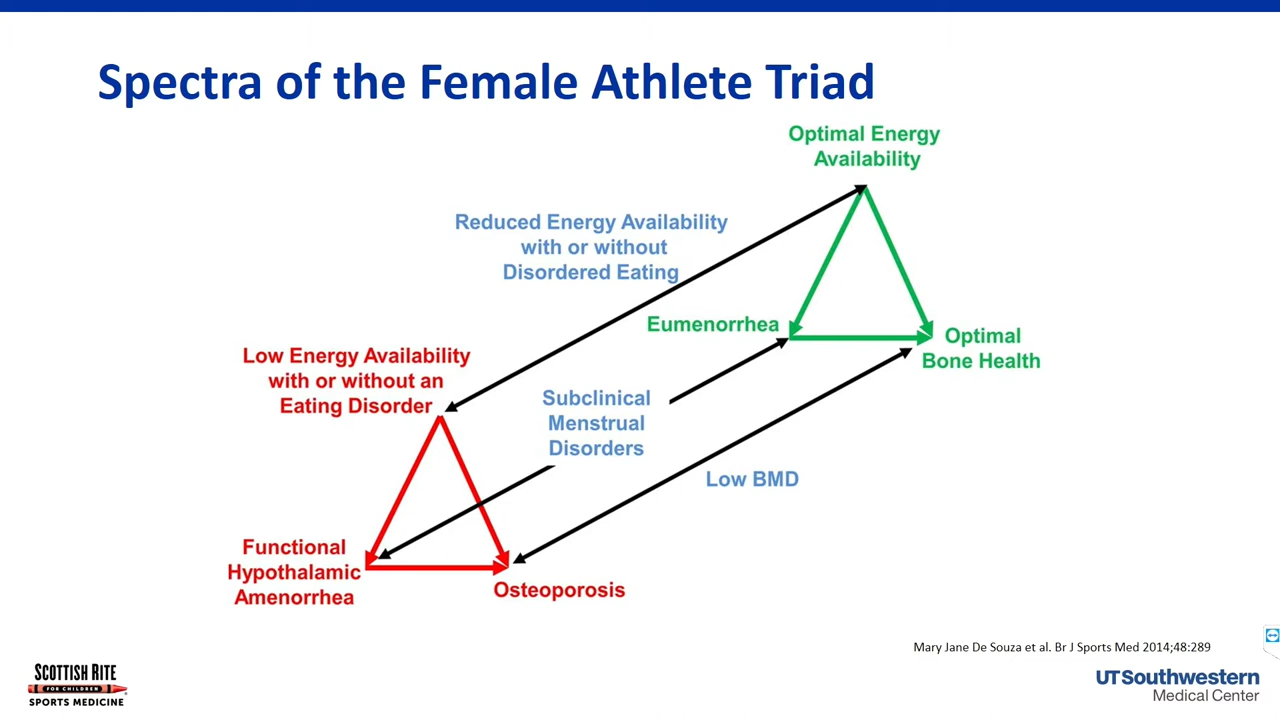 Spectra of the Female Athlete Triad
Optimal Energy
Availability
Reduced Energy Availability
with or without
Disordered Eating
Eumenorrhea
Optimal
Bone Health
Low Energy Availability
with or without an
Eating Disorder
Subclinical
Menstrual
Disorders
Low BMD
Functional
Hypothalamic
Amenorrhea
Osteoporosis
Mary Jane De Souza et al. Br J Sports Med 2014;48:289
SCOTTISH RITE
FOR CHILDREN
SPORTS MEDICINE
UTSouthwestern
Medical Center